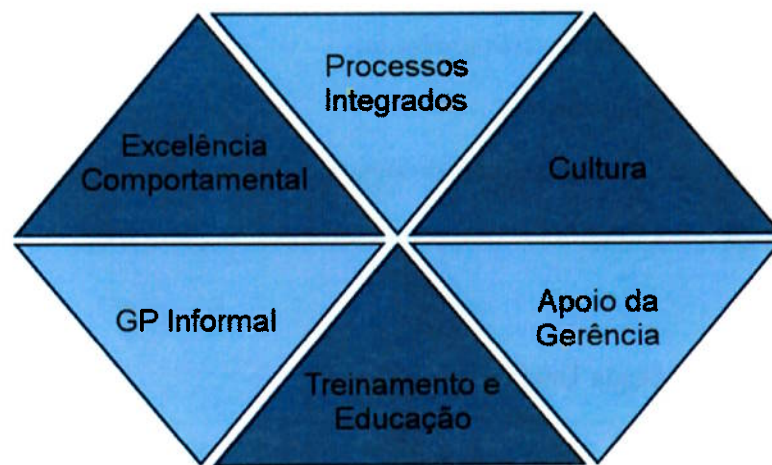 Processos
Integrados
Excelência
Comportamental
Cultura
GP Informal
Apoio da
Gerência
Treinamento e
Educação